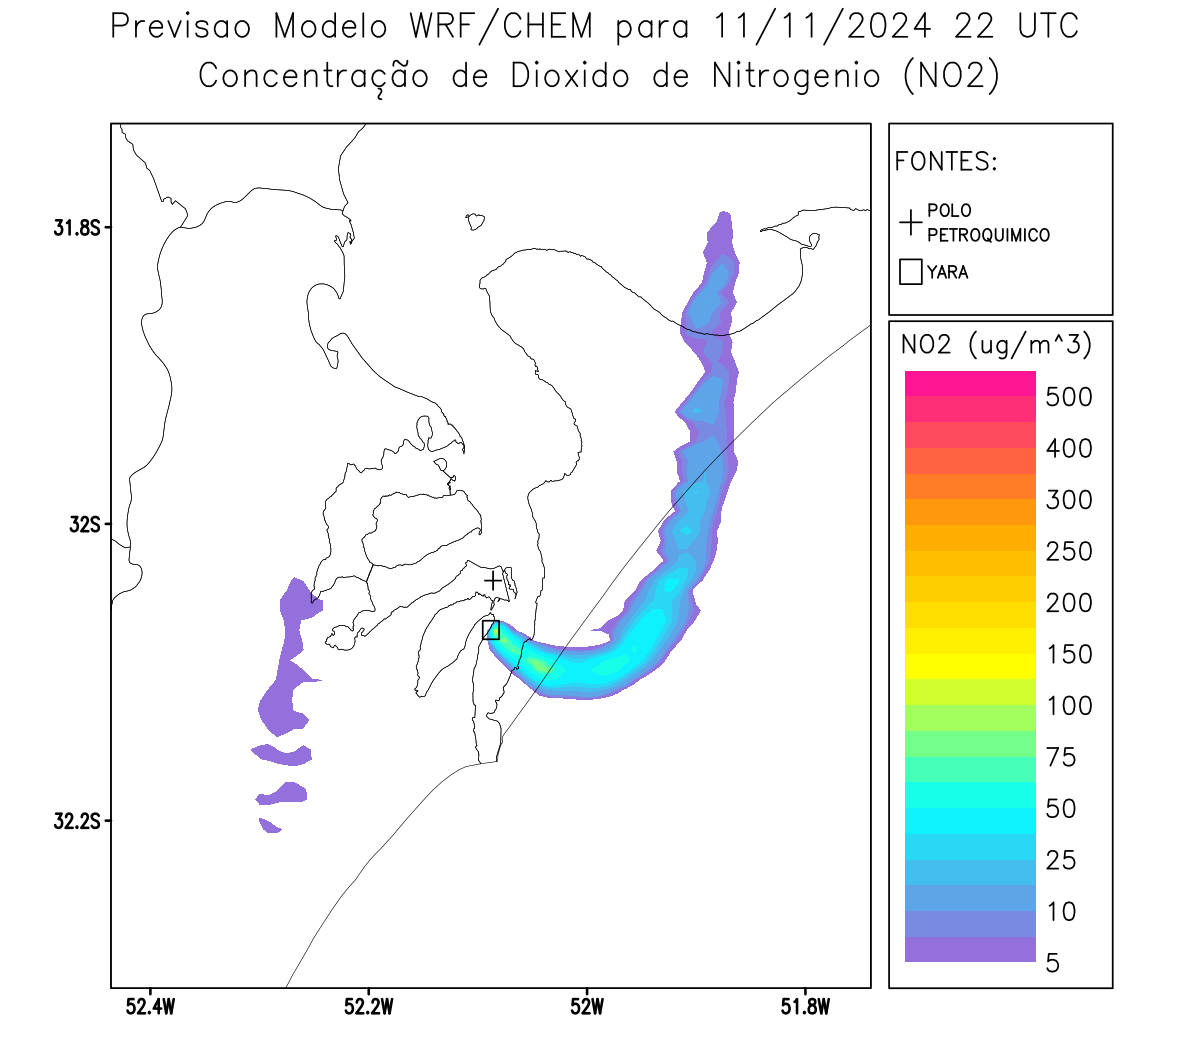 Previsao Modelo WRF/CHEM para 11/11/2024 22 UTC
Concentração de Dioxido de Nitrogenio (NO2)
FONTES:
POLO
PETROQUIMICO
YARA
31.8S
32S
32.2S
52.4W
52.2W
52W
51.8W
NO2 (ug/m^3)
500
400
300
250
200
150
100
75
50
25
10
5